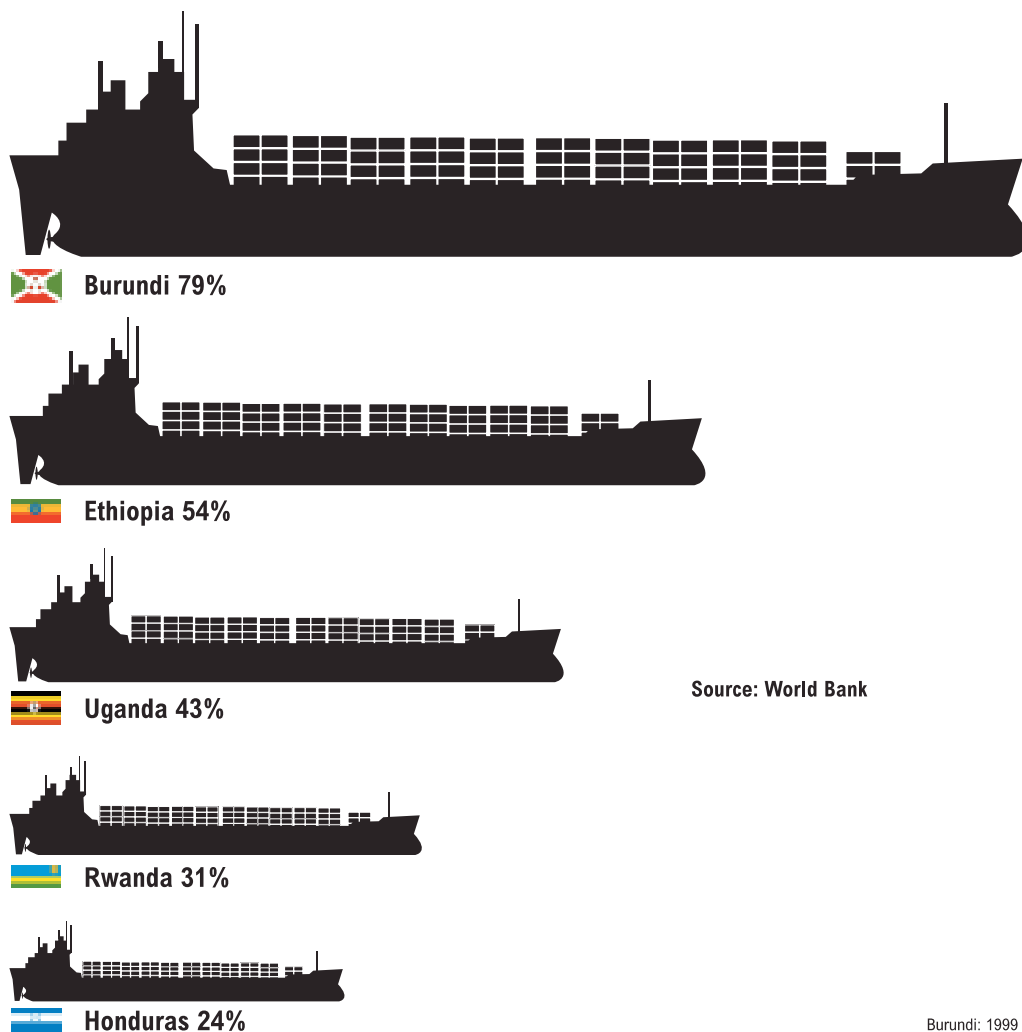 Burundi 79%
Ethiopia 54%
Uganda 43%
Source: World Bank
Rwanda 31%
Honduras 24%
Burundi: 1999